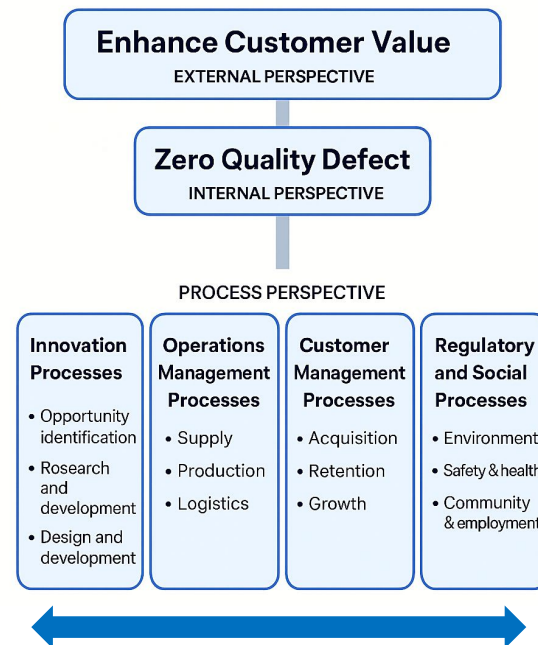 Enhance Customer Value
EXTERNAL PERSPECTIVE
Zero Quality Defect
INTERNAL PERSPECTIVE
PROCESS PERSPECTIVE
Innovation
Processes
• Opportunity
identification
• Rosearch
and
development
• Design and
development
Operations
Management
Processes
• Supply
• Production
• Logistics
Customer
Management
Processes
• Acquisition
• Retention
• Growth
Regulatory
and Social
Processes
• Environment
• Safety & health
• Community
& employment